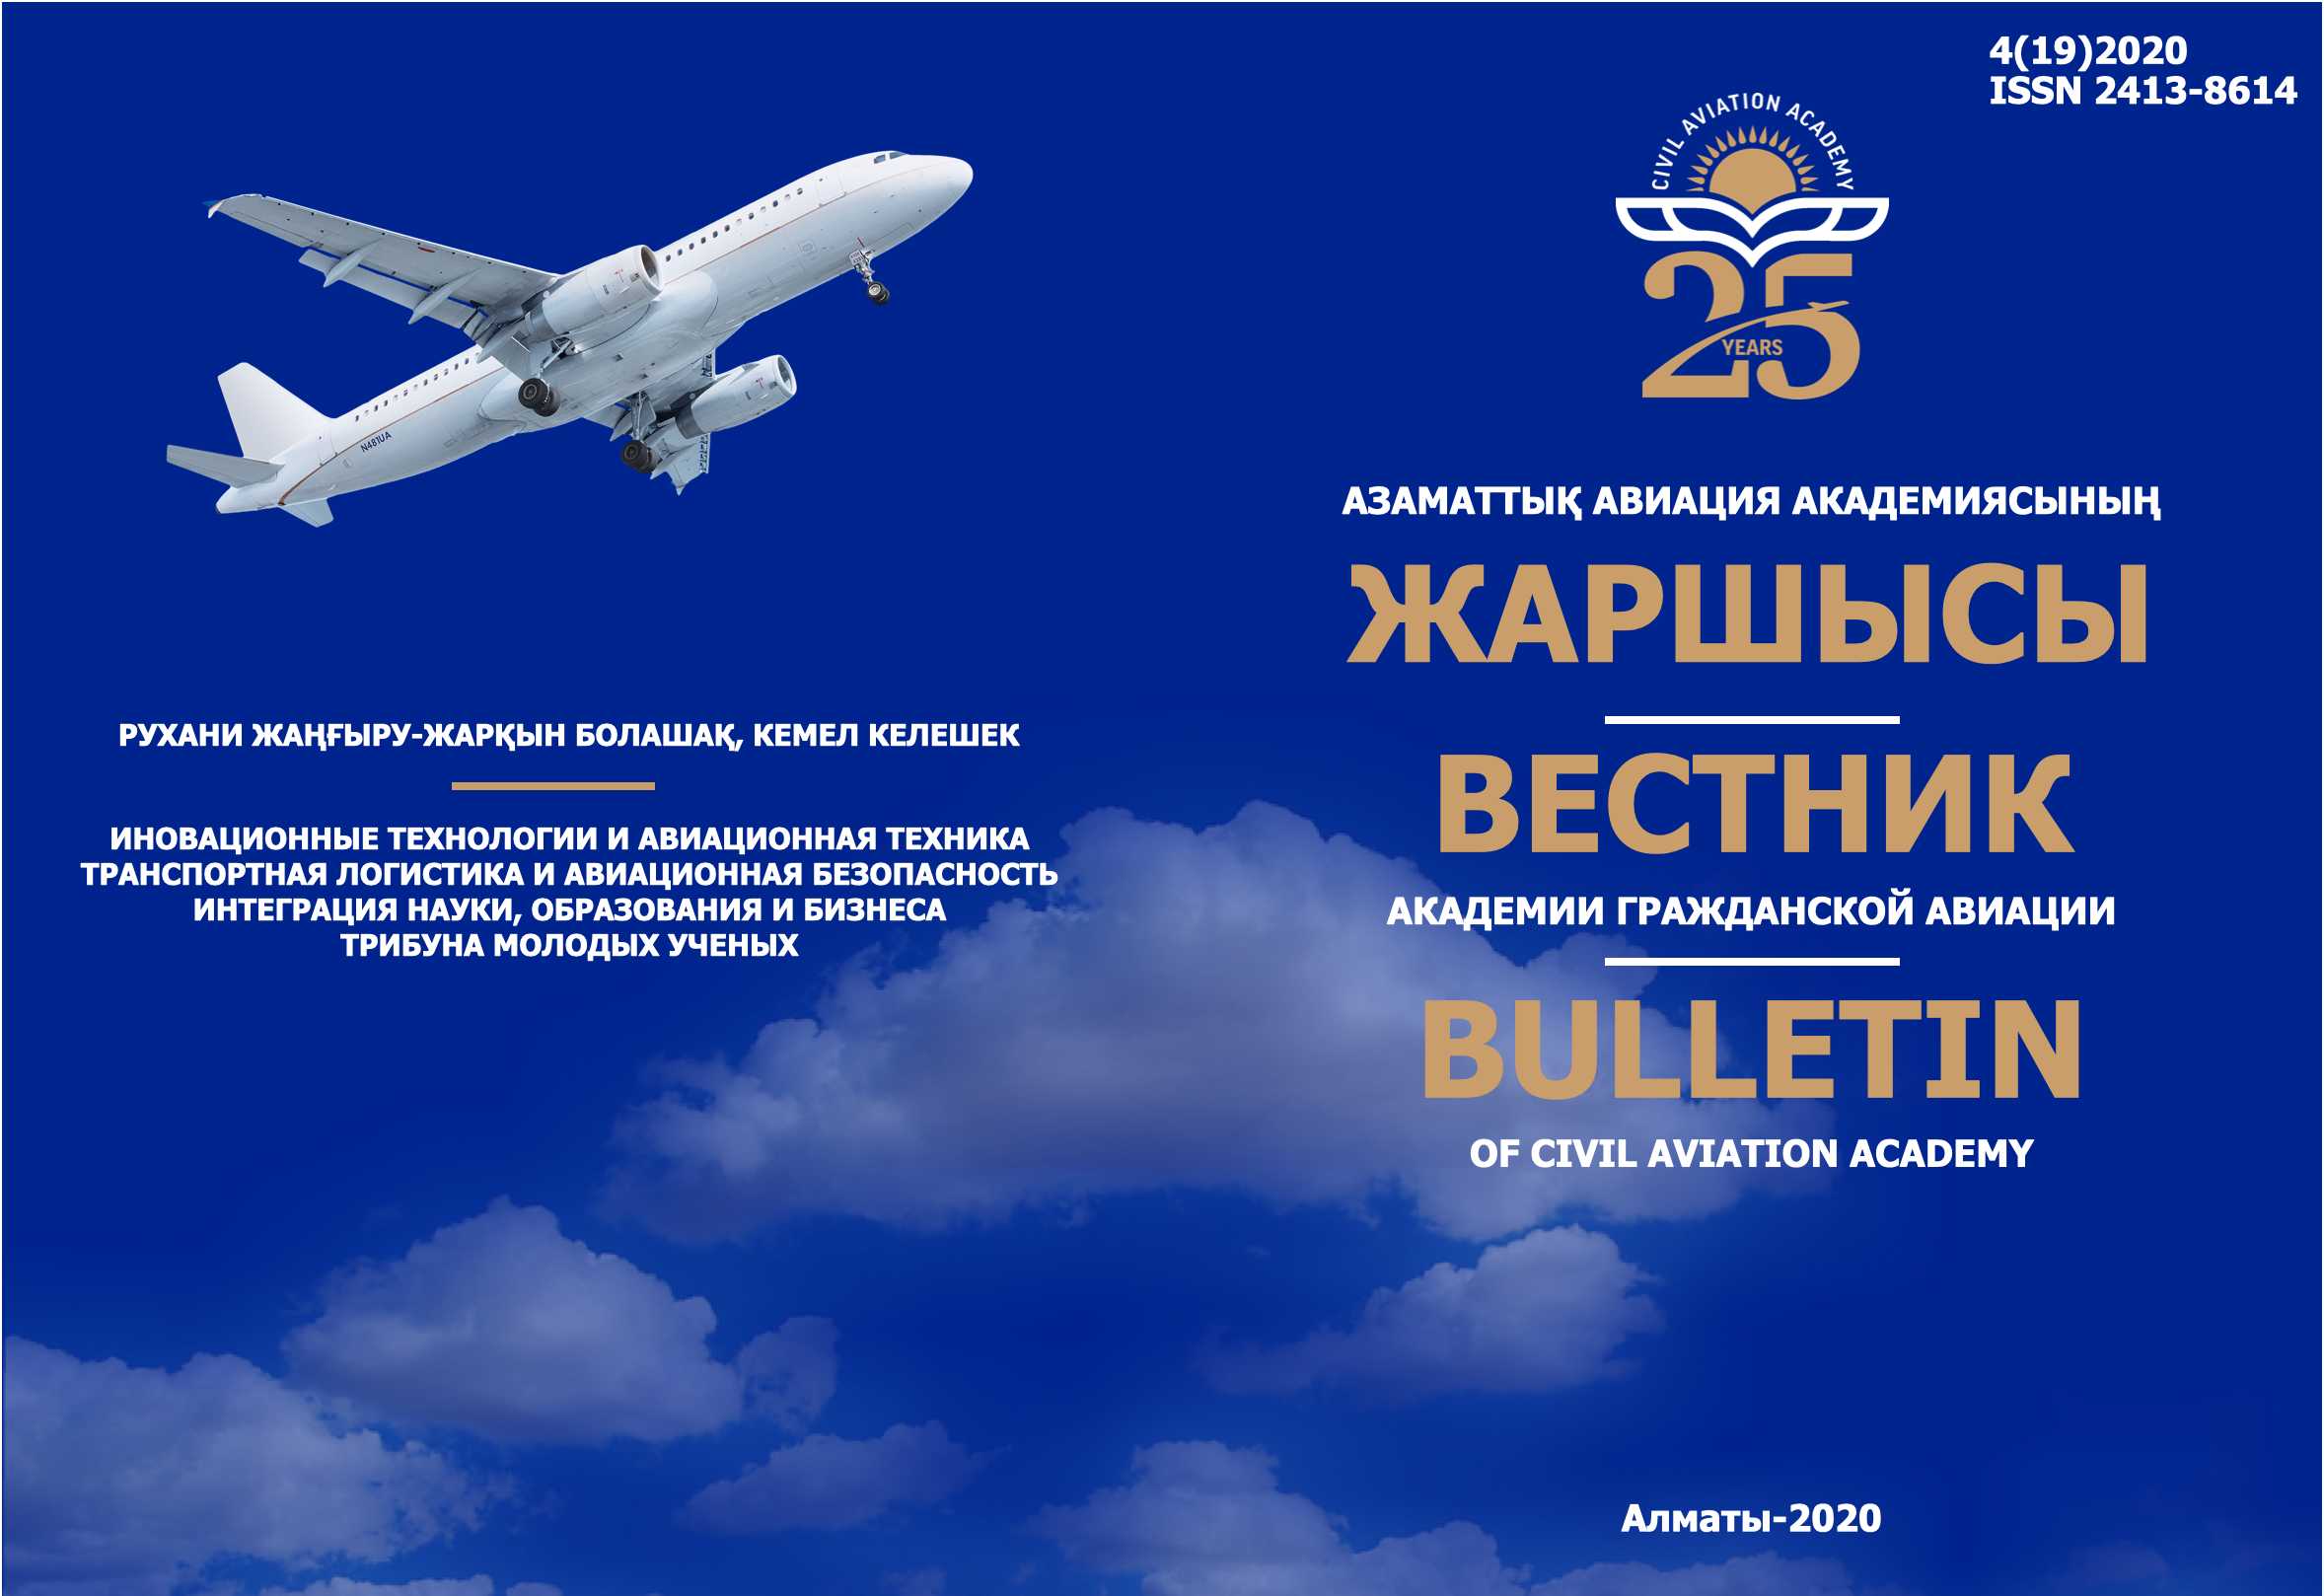 4(19)2020
ISSN 2413-8614
CIVIL AVIATION ACADEMY
25
YEARS
АЗАМАТТЫҚ АВИАЦИЯ АКАДЕМИЯСЫНЫҢ
ЖАРШЫСЫ
ВЕСТНИК
АКАДЕМИИ ГРАЖДАНСКОЙ АВИАЦИИ
BULLETIN
OF CIVIL AVIATION ACADEMY
Алматы-2020
N481UA
РУХАНИ ЖАҢҒЫРУ-ЖАРҚЫН БОЛАШАҚ, КЕМЕЛ КЕЛЕШЕК
ИНОВАЦИОННЫЕ ТЕХНОЛОГИИ И АВИАЦИОННАЯ ТЕХНИКА
ТРАНСПОРТНАЯ ЛОГИСТИКА И АВИАЦИОННАЯ БЕЗОПАСНОСТЬ
ИНТЕГРАЦИЯ НАУКИ, ОБРАЗОВАНИЯ И БИЗНЕСА
ТРИБУНА МОЛОДЫХ УЧЕНЫХ